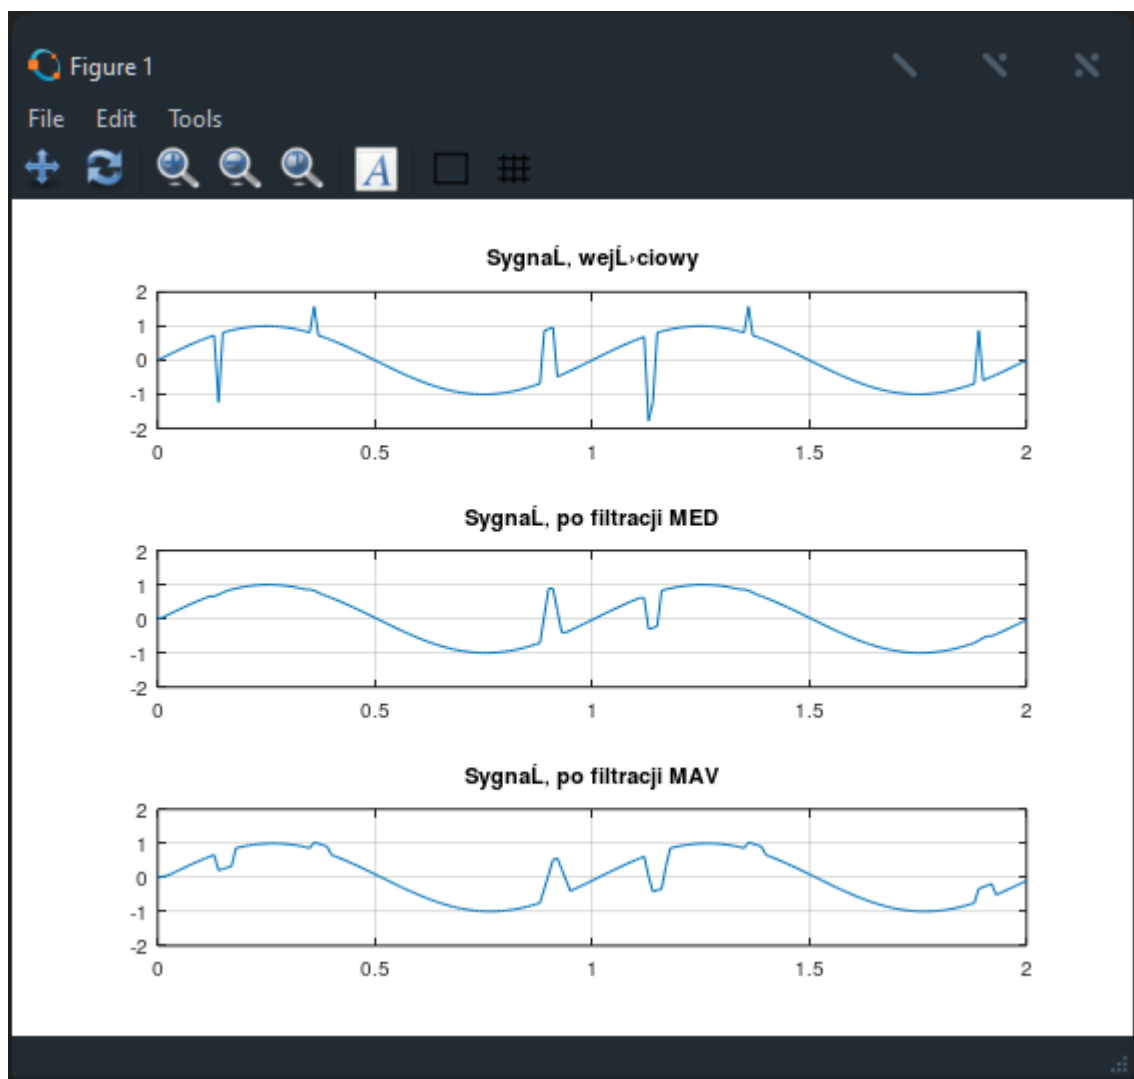 Figure 1
File Edit Tools
A
SygnaĹ‚ wejĹ›ciowy
2
1
0
-1
-2
0 0.5 1 1.5 2
SygnaĹ‚ po filtracji MED
2
1
0
-1
-2
0 0.5 1 1.5 2
SygnaĹ‚ po filtracji MAV
2
1
0
-1
-2
0 0.5 1 1.5 2